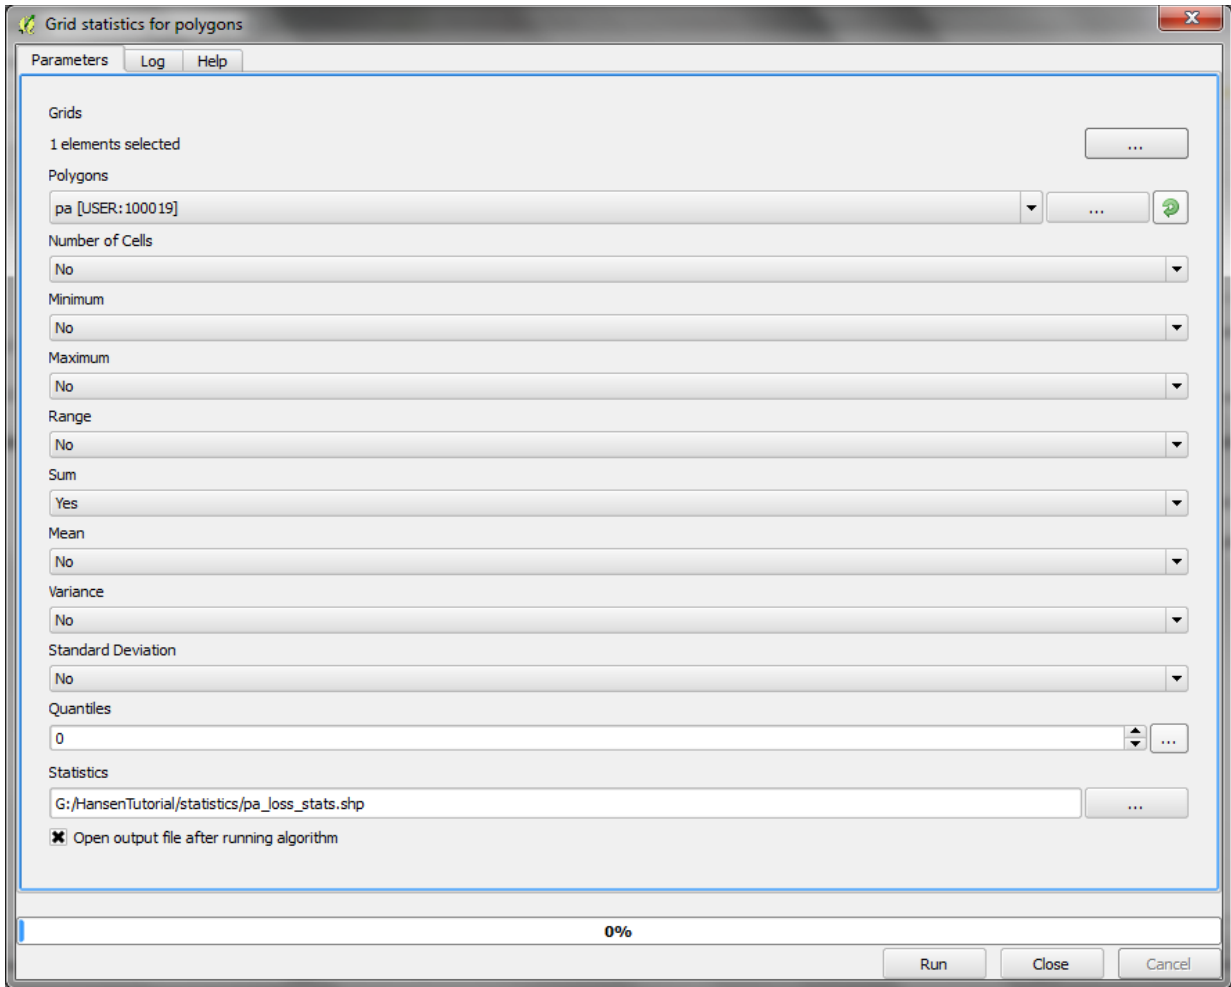 Grid statistics for polygons
x
Parameters Log Help
Grids
1 elements selected
...
Polygons
pa [USER:100019]
...
Number of Cells
No
Minimum
No
Maximum
No
Range
No
Sum
Yes
Mean
No
Variance
No
Standard Deviation
No
Quantiles
0
...
Statistics
G:/HansenTutorial/statistics/pa_loss_stats.shp
...
Open output file after running algorithm
0%
Run Close Cancel